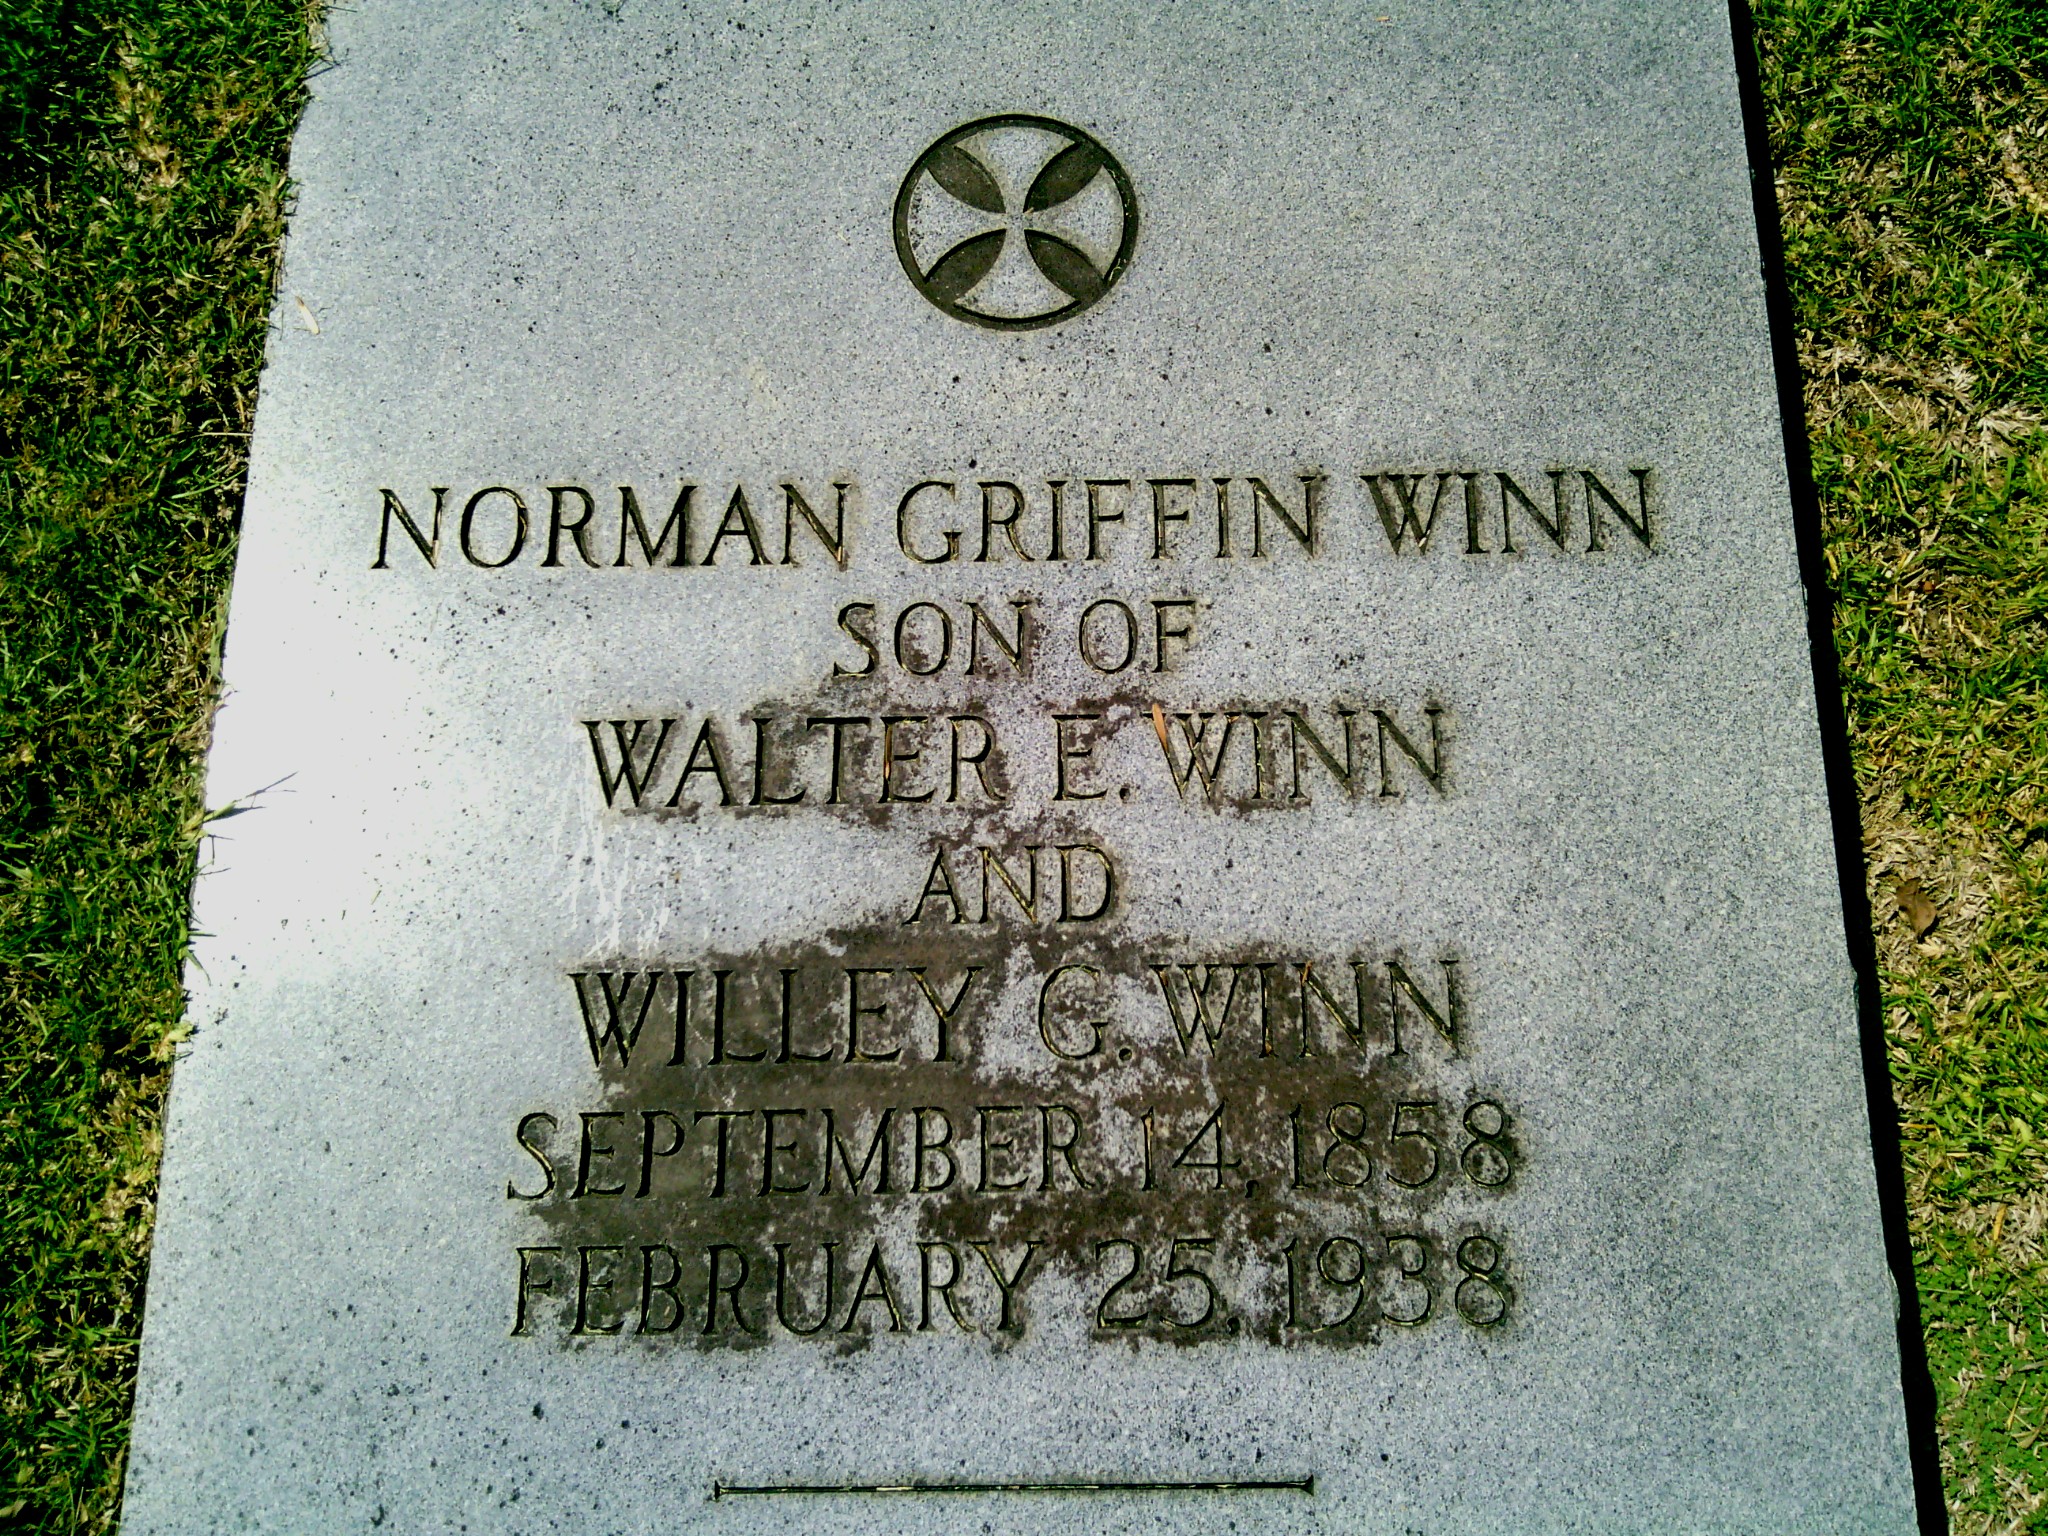 NORMAN GRIFFIN WINN
SON OF
WALTER E. WINN
AND
WILLEY G. WINN
SEPTEMBER 14, 1858
FEBRUARY 25, 1938